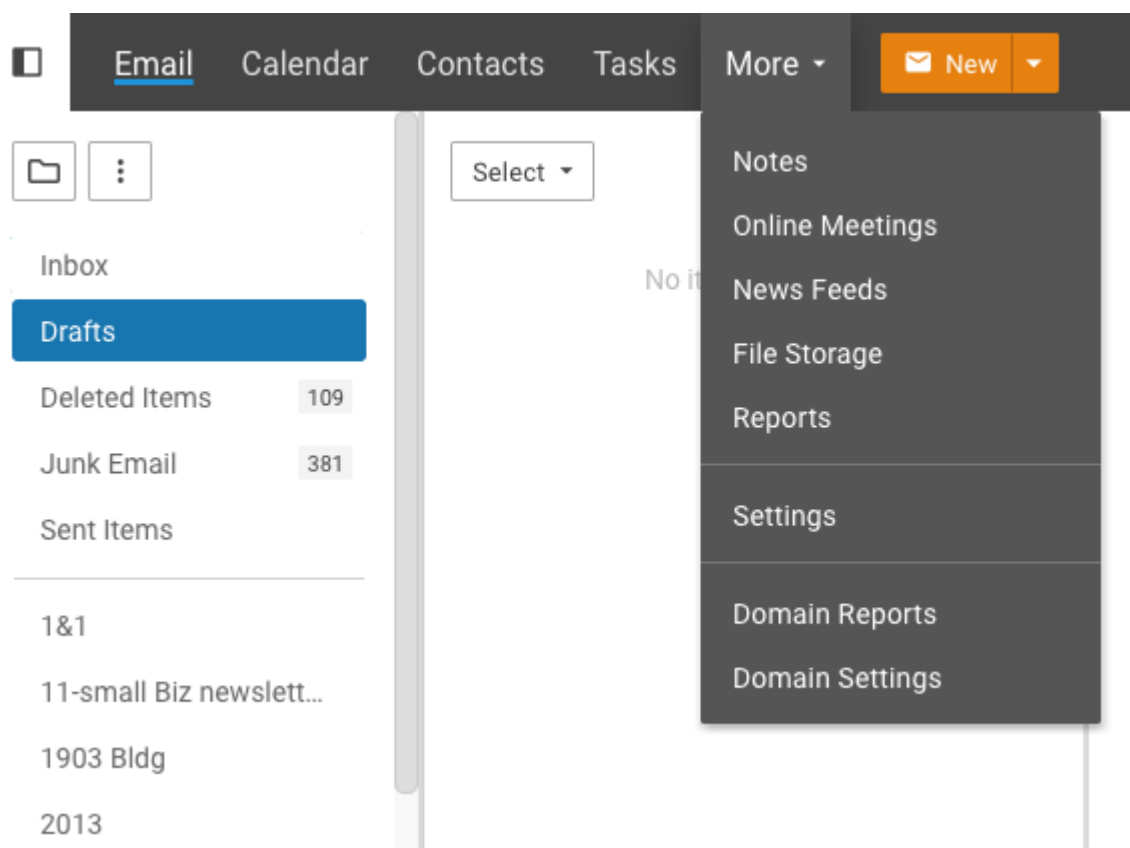 Email Calendar Contacts Tasks More New
Select
Inbox
Drafts
Deleted Items 109
Junk Email 381
Sent Items
1&1
11-small Biz newslett...
1903 Bldg
2013
No it
Notes
Online Meetings
News Feeds
File Storage
Reports
Settings
Domain Reports
Domain Settings